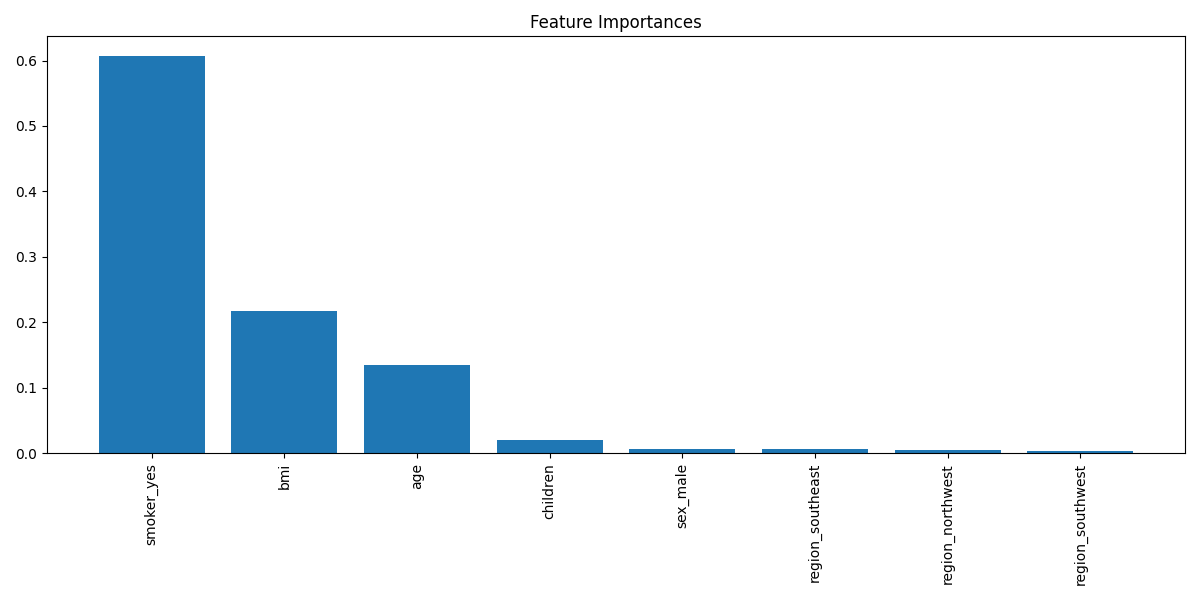 Feature Importances
0.6
0.5
0.4
0.3
0.2
0.1
0.0
smoker_yes
bmi
age
children
sex_male
region_southeast
region_northwest
region_southwest